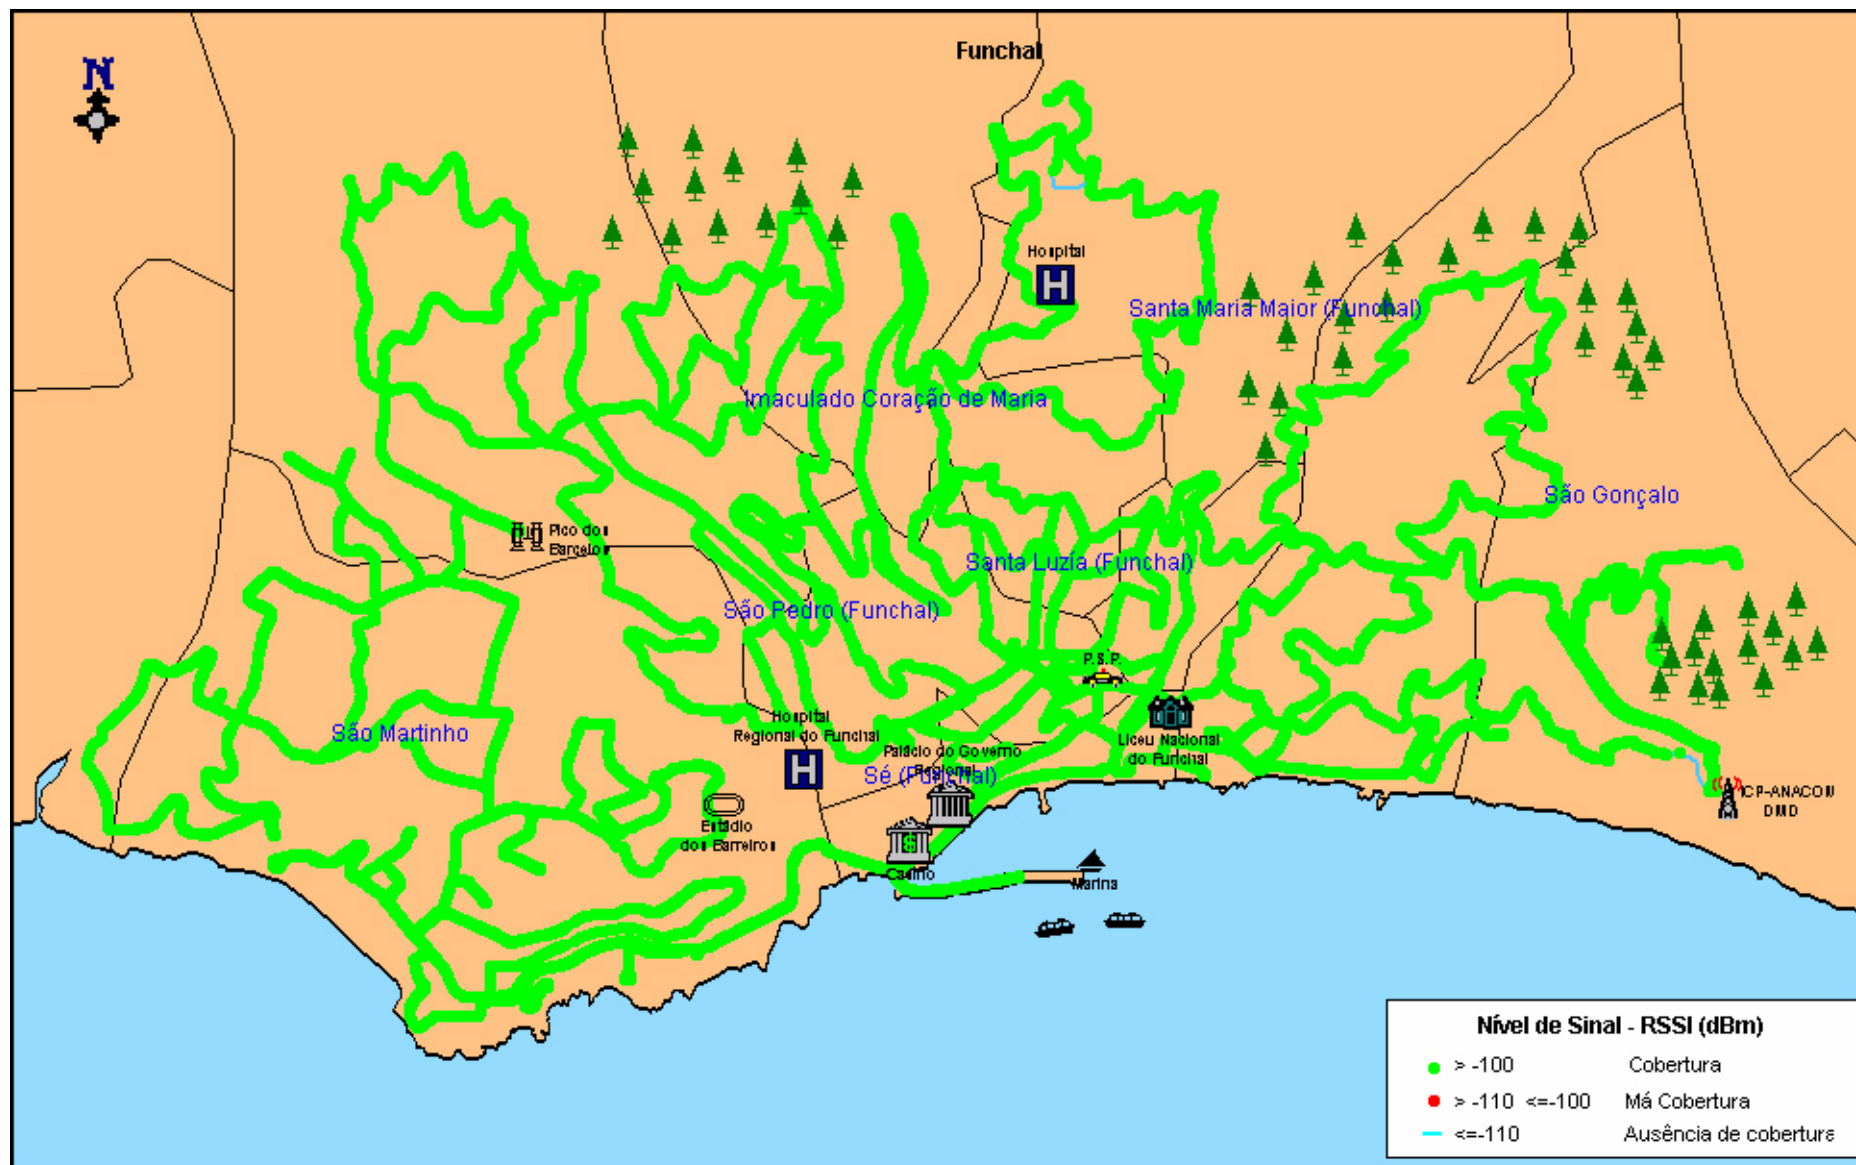 Funchal
N
Hospital
H
Santa Maria Maior (Funchal)
Imaculado Coração de Maria
São Gonçalo
Pico dos
Barcelos
Santa Luzía (Funchal)
São Pedro (Funchal)
P.S.P.
São Martinho
Hospital
Regional do Funchal
H
Liceu Nacional
do Funchal
Palácio do Governo
Regional
Sé (Funchal)
ICP-ANACOM
DMD
Estádio
dos Barreiros
Casino
Marina
Nível de Sinal - RSSI (dBm)
> -100 Cobertura
> -110 <=-100 Má Cobertura
<=-110 Ausência de cobertura